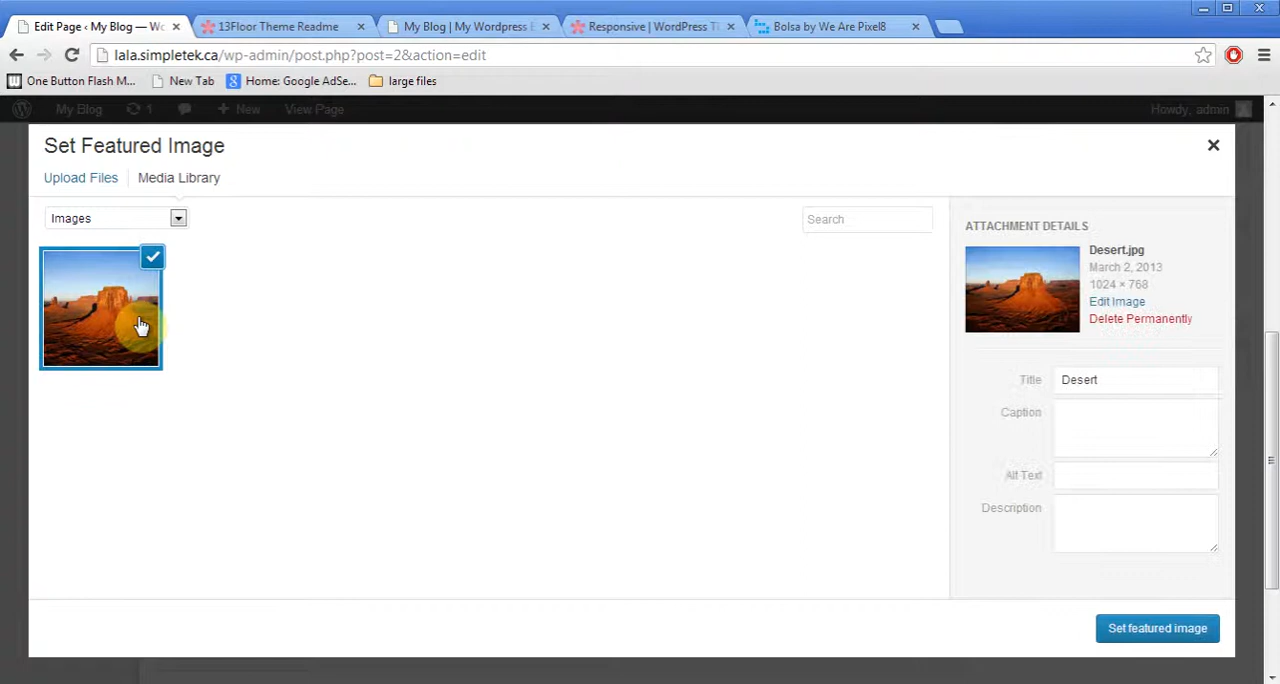 Edit Page ‹ My Blog — Wo
13Floor Theme Readme
My Blog | My Wordpress
Responsive | WordPress
Bolsa by We Are Pixel8
lala.simpletek.ca/wp-admin/post.php?post=2&action=edit
One Button Flash M...
New Tab
Home: Google AdSe...
large files
My Blog
1
New
View Page
Howdy, admin
Set Featured Image
Upload Files
Media Library
Images
Search
ATTACHMENT DETAILS
Desert.jpg
March 2, 2013
1024 × 768
Edit Image
Delete Permanently
Title
Desert
Caption
Alt Text
Description
Set featured image